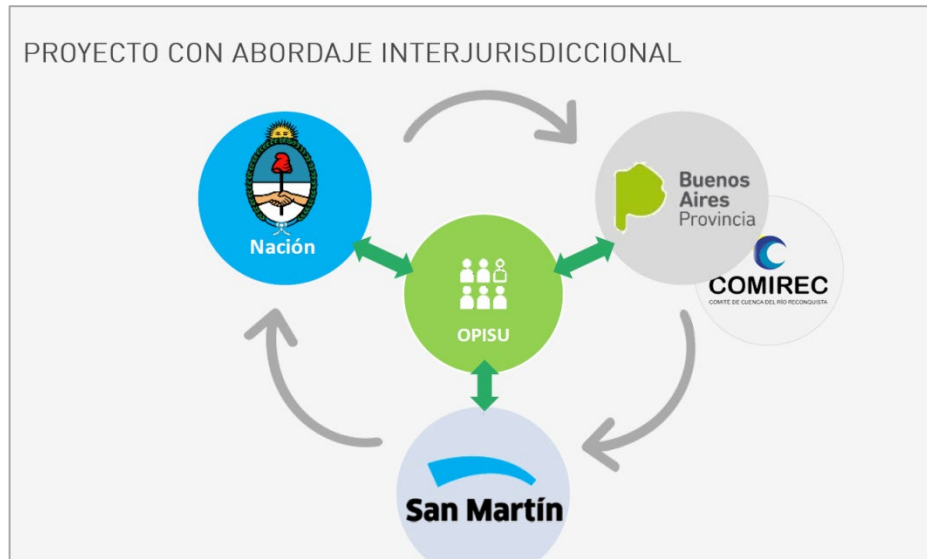 PROYECTO CON ABORDAJE INTERJURISDICCIONAL
Nación
Buenos
Aires
Provincia
COMIREC
COMITÉ DE CUENCA DEL RÍO RECONQUISTA
OPISU
San Martín